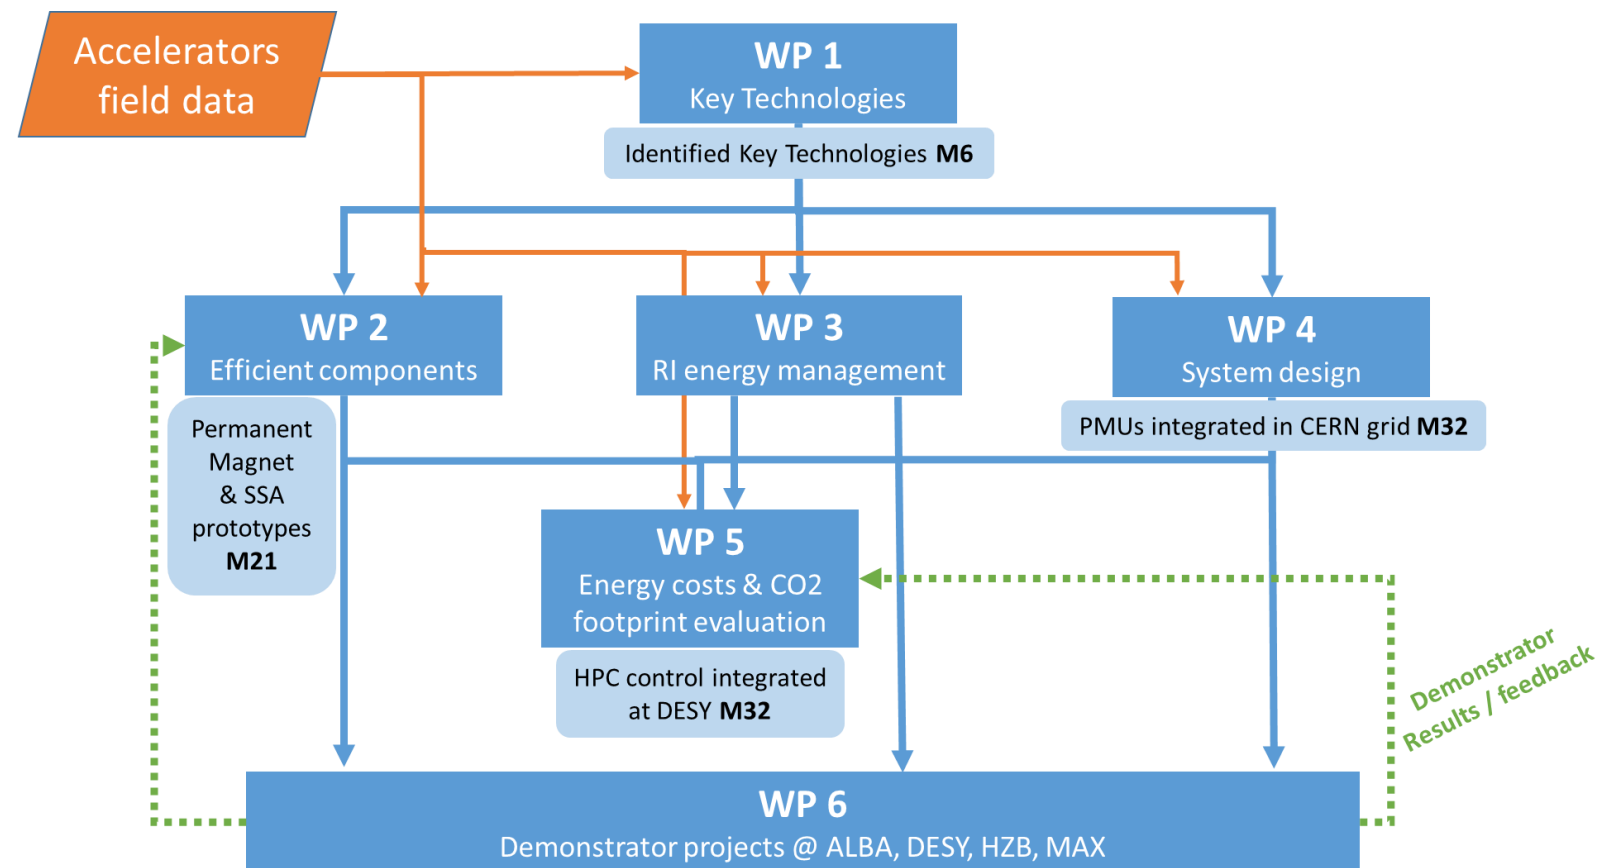 Accelerators
field data
WP 1
Key Technologies
Identified Key Technologies M6
WP 2
Efficient components
WP 3
RI energy management
WP 4
System design
Permanent
Magnet
& SSA
prototypes
M21
PMUs integrated in CERN grid M32
WP 5
Energy costs & CO2
footprint evaluation
HPC control integrated
at DESY M32
Demonstrator
Results / feedback
WP 6
Demonstrator projects @ ALBA, DESY, HZB, MAX